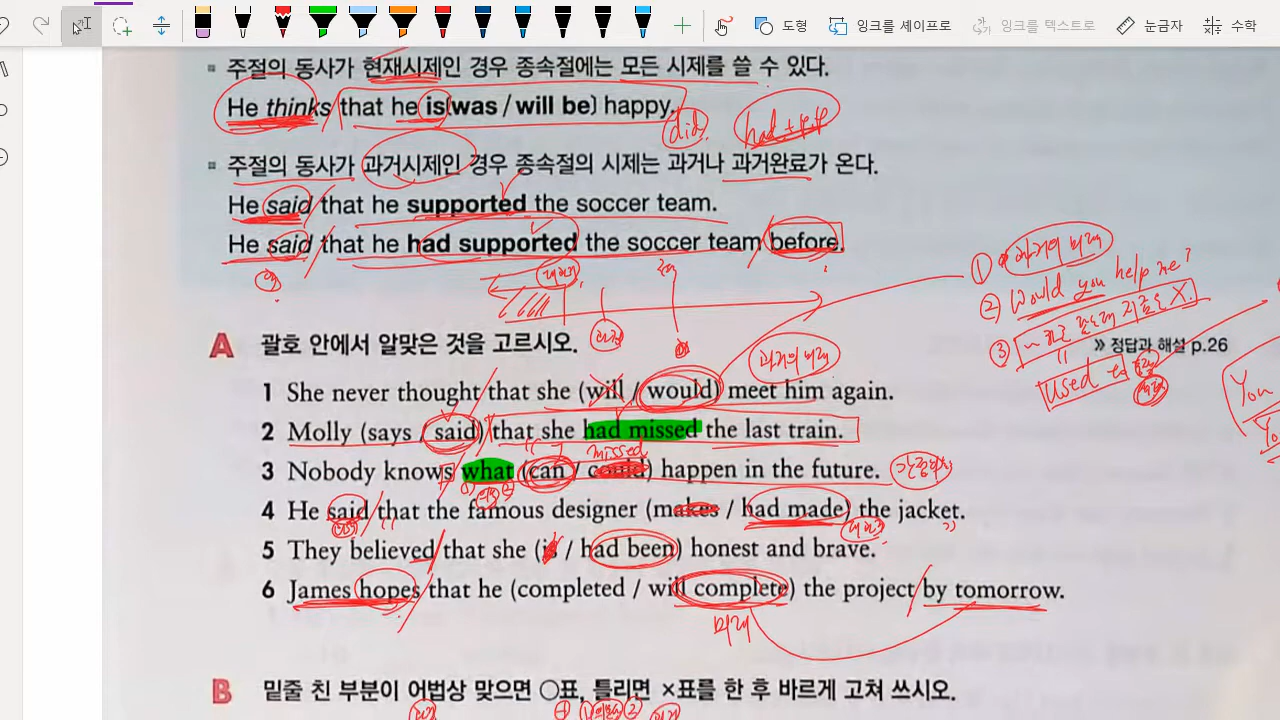 도형 잉크를 셰이프로 잉크를 텍스트로 눈금자 수학
▫ 주절의 동사가 현재시제인 경우 종속절에는 모든 시제를 쓸 수 있다.
He thinks that he is(was / will be) happy.
did had + p.p
▫ 주절의 동사가 과거시제인 경우 종속절의 시제는 과거나 과거완료가 온다.
He said that he supported the soccer team.
He said that he had supported the soccer team before.
① 과거의 미래
② Would you help me?
③
used to
A 괄호 안에서 알맞은 것을 고르시오.
» 정답과 해설 p.26
과거의 미래
1 She never thought that she (will / would) meet him again.
You
2 Molly (says / said) that she had missed the last train.
missed
3 Nobody knows what (can / could) happen in the future.
4 He said that the famous designer (makes / had made) the jacket.
5 They believed that she (is / had been) honest and brave.
6 James hopes that he (completed / will complete) the project by tomorrow.
미래
B 밑줄 친 부분이 어법상 맞으면 ○표, 틀리면 ×표를 한 후 바르게 고쳐 쓰시오.